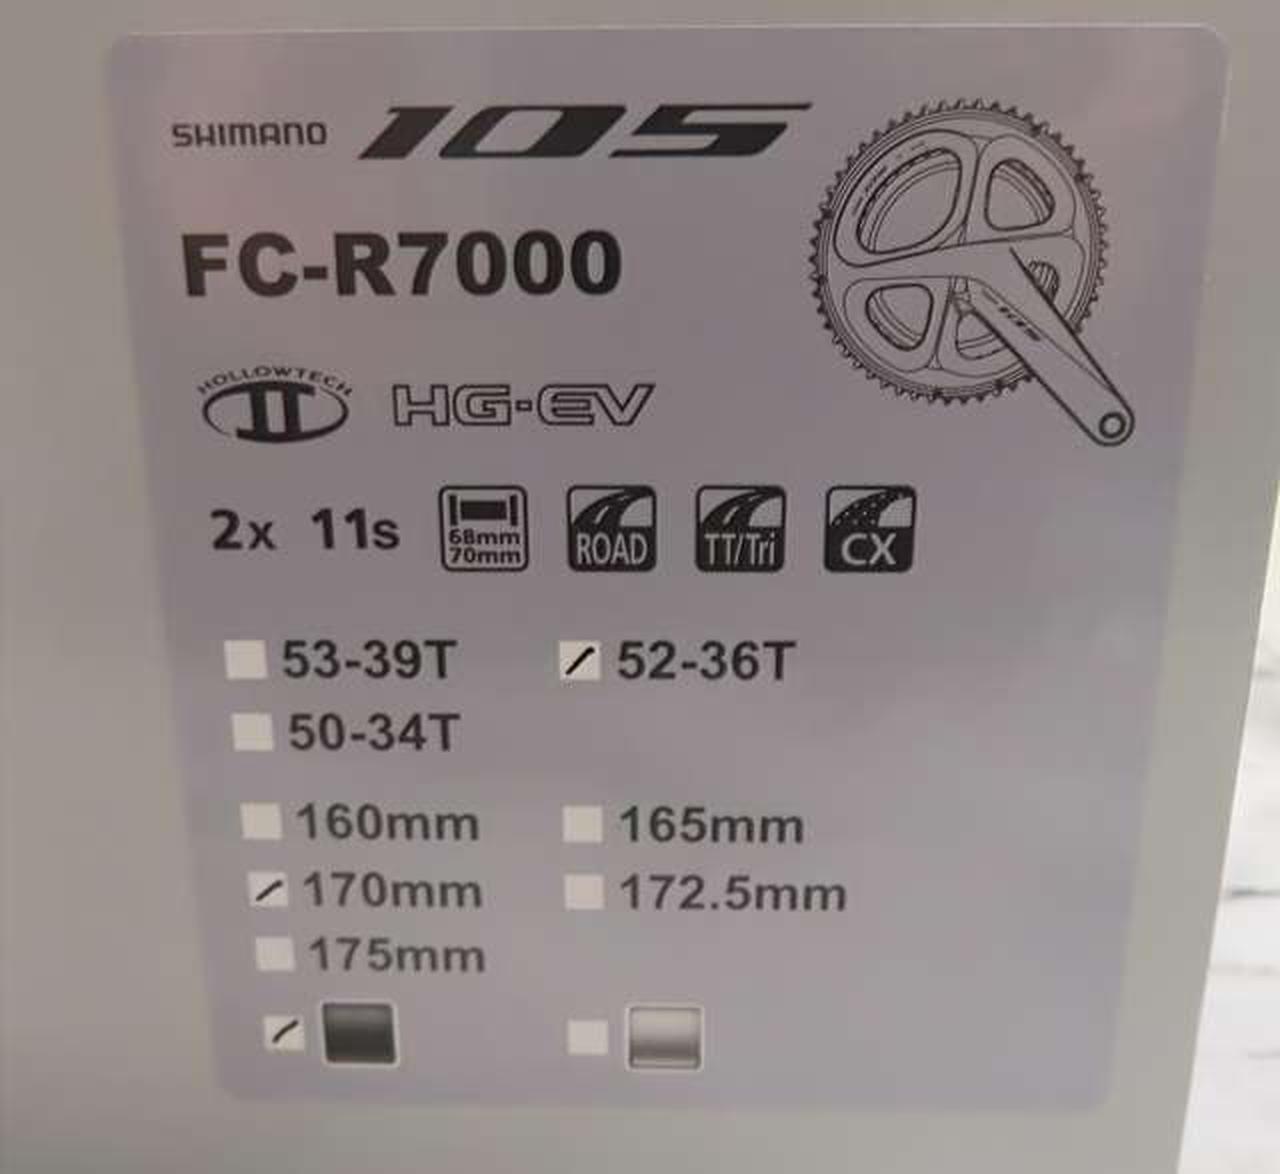 SHIMANO 105
FC-R7000
HOLLOWTECH II HG-EV
2x 11s 68mm 70mm ROAD TT/Tri CX
53-39T 52-36T
50-34T
160mm 165mm
170mm 172.5mm
175mm
105